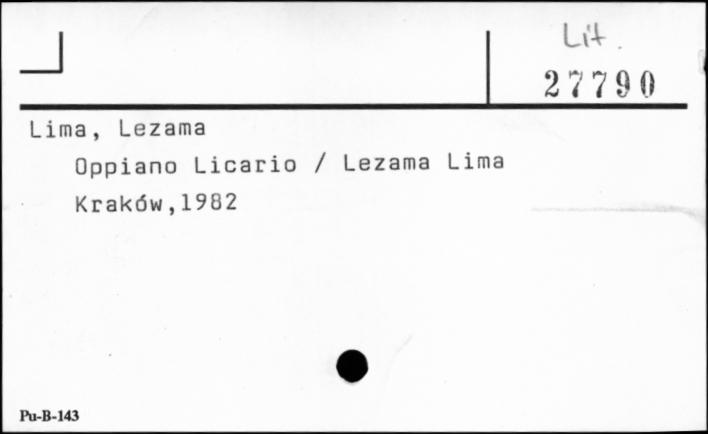 Lit.
27790
Lima, Lezama
Oppiano Licario / Lezama Lima
Kraków,1982
Pu-B-143